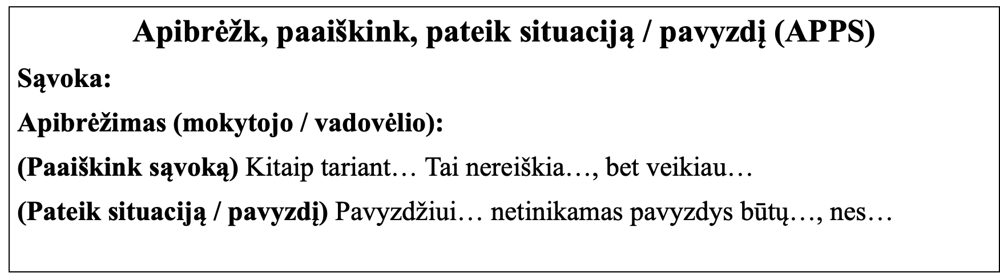 Apibrėžk, paaiškink, pateik situaciją / pavyzdį (APPS)
Sąvoka:
Apibrėžimas (mokytojo / vadovėlio):
(Paaiškink sąvoką) Kitaip tariant… Tai nereiškia…, bet veikiau…
(Pateik situaciją / pavyzdį) Pavyzdžiui… netinikamas pavyzdys būtų…, nes…